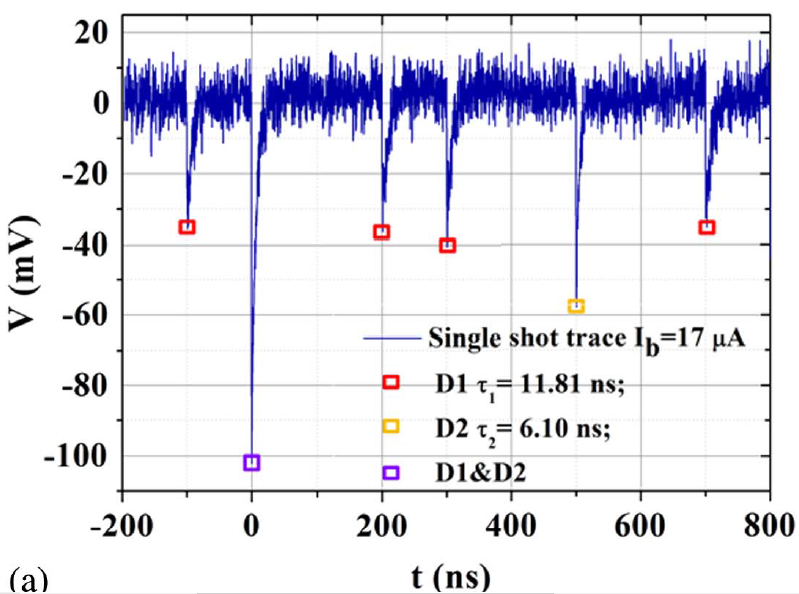 20
0
-20
-40
-60
-80
-100
V (mV)
Single shot trace I_b=17 μA
D1 τ_1= 11.81 ns;
D2 τ_2= 6.10 ns;
D1&D2
-200
0
200
400
600
800
t (ns)
(a)